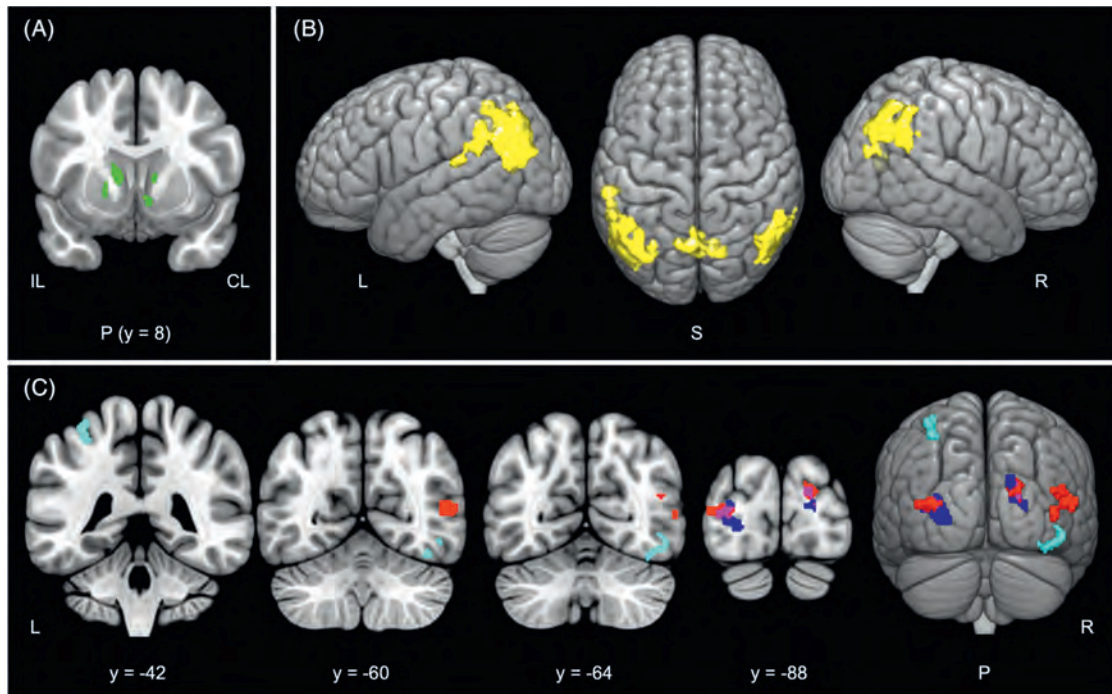 (A)
IL CL
P (y = 8)
(B)
L R
S
(C)
L R
y = -42 y = -60 y = -64 y = -88 P